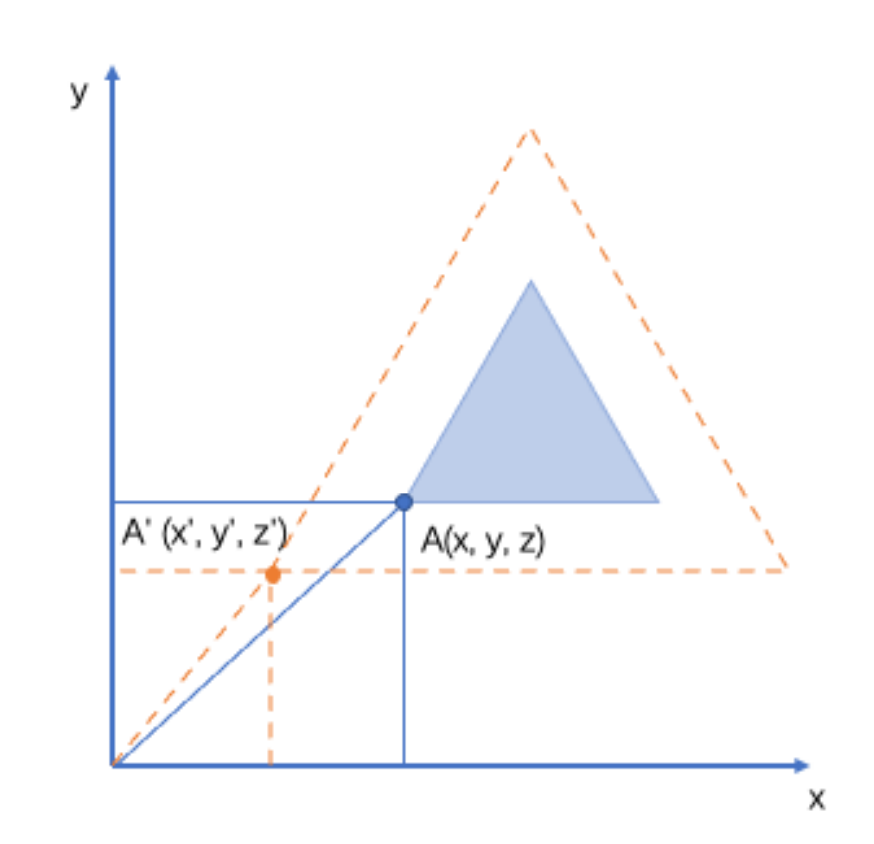 y
A' (x', y', z')
A(x, y, z)
x